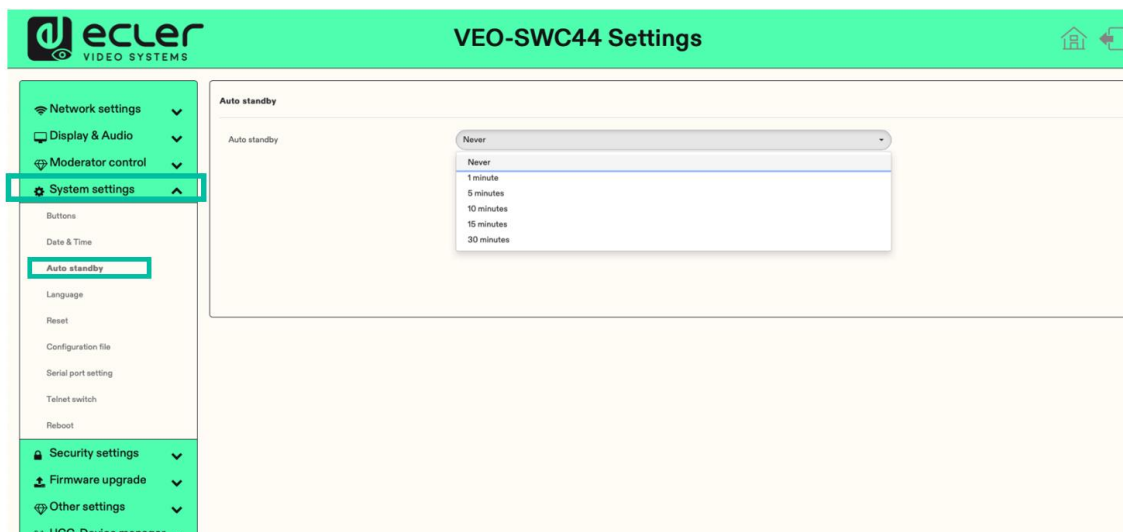 ecler
VIDEO SYSTEMS
VEO-SWC44 Settings
Network settings
Display & Audio
Moderator control
System settings
Buttons
Date & Time
Auto standby
Language
Reset
Configuration file
Serial port setting
Telnet switch
Reboot
Security settings
Firmware upgrade
Other settings
Auto standby
Auto standby
Never
Never
1 minute
5 minutes
10 minutes
15 minutes
30 minutes